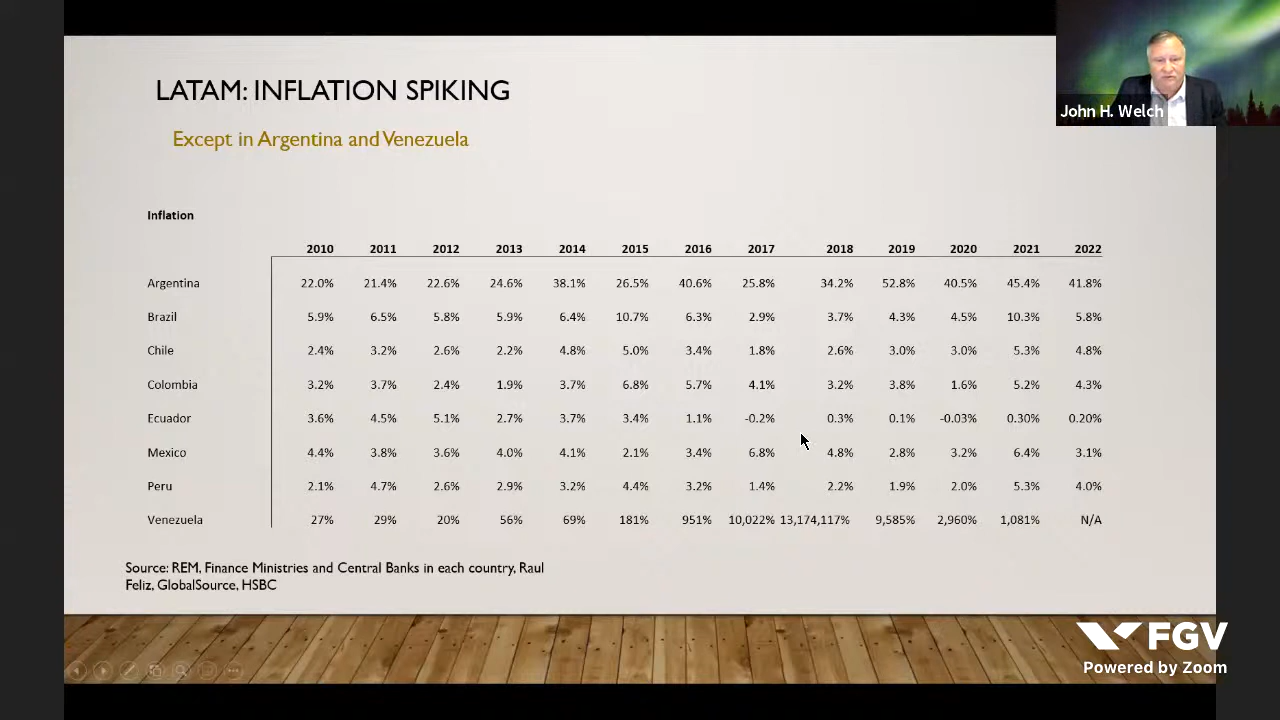 LATAM: INFLATION SPIKING
John H. Welch
Except in Argentina and Venezuela
Inflation
2010 2011 2012 2013 2014 2015 2016 2017 2018 2019 2020 2021 2022
Argentina 22.0% 21.4% 22.6% 24.6% 38.1% 26.5% 40.6% 25.8% 34.2% 52.8% 40.5% 45.4% 41.8%
Brazil 5.9% 6.5% 5.8% 5.9% 6.4% 10.7% 6.3% 2.9% 3.7% 4.3% 4.5% 10.3% 5.8%
Chile 2.4% 3.2% 2.6% 2.2% 4.8% 5.0% 3.4% 1.8% 2.6% 3.0% 3.0% 5.3% 4.8%
Colombia 3.2% 3.7% 2.4% 1.9% 3.7% 6.8% 5.7% 4.1% 3.2% 3.8% 1.6% 5.2% 4.3%
Ecuador 3.6% 4.5% 5.1% 2.7% 3.7% 3.4% 1.1% -0.2% 0.3% 0.1% -0.03% 0.30% 0.20%
Mexico 4.4% 3.8% 3.6% 4.0% 4.1% 2.1% 3.4% 6.8% 4.8% 2.8% 3.2% 6.4% 3.1%
Peru 2.1% 4.7% 2.6% 2.9% 3.2% 4.4% 3.2% 1.4% 2.2% 1.9% 2.0% 5.3% 4.0%
Venezuela 27% 29% 20% 56% 69% 181% 951% 10,022% 13,174,117% 9,585% 2,960% 1,081% N/A
Source: REM, Finance Ministries and Central Banks in each country, Raul
Feliz, GlobalSource, HSBC
FGV
Powered by Zoom